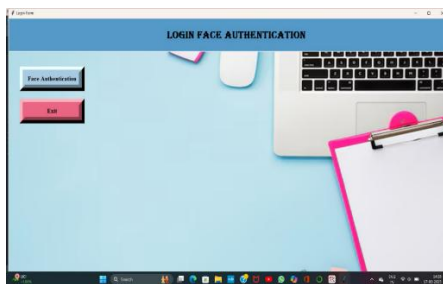 Login Form
LOGIN FACE AUTHENTICATION
Face Authentication
Exit
Search